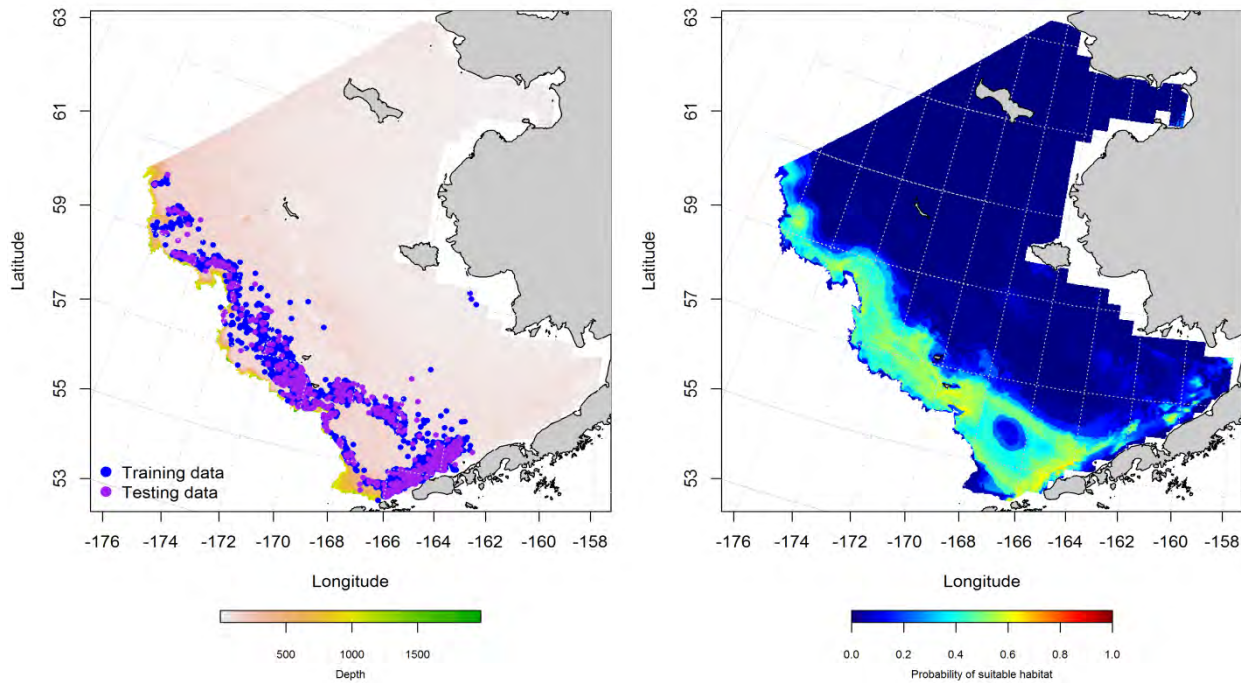 63
61
59
57
55
53
Latitude
Training data
Testing data
-176 -174 -172 -170 -168 -166 -164 -162 -160 -158
Longitude
500 1000 1500
Depth
63
61
59
57
55
53
Latitude
-176 -174 -172 -170 -168 -166 -164 -162 -160 -158
Longitude
0.0 0.2 0.4 0.6 0.8 1.0
Probability of suitable habitat